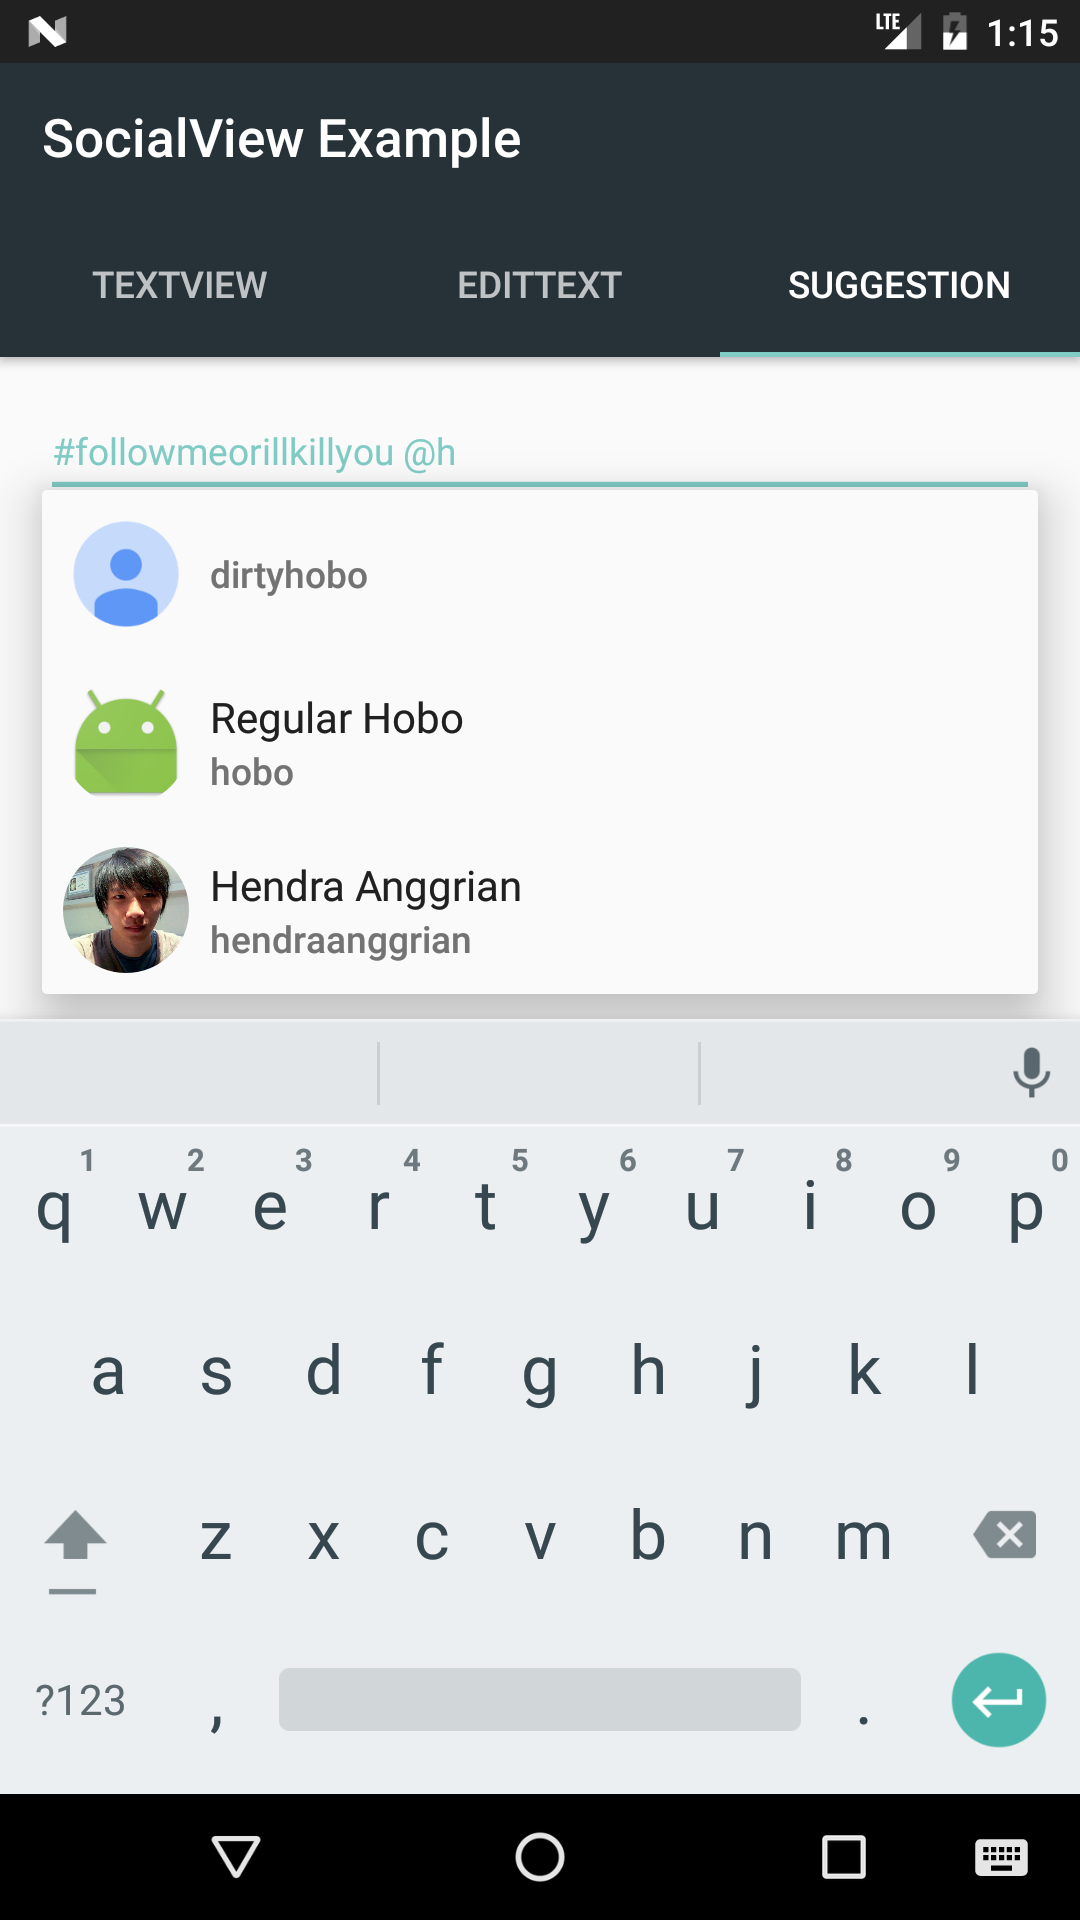 LTE 1:15
SocialView Example
TEXTVIEW EDITTEXT SUGGESTION
#followmeorillkillyou @h
dirtyhobo
Regular Hobo
hobo
Hendra Anggrian
hendraanggrian
1 2 3 4 5 6 7 8 9 0
q w e r t y u i o p
a s d f g h j k l
z x c v b n m
?123 , .